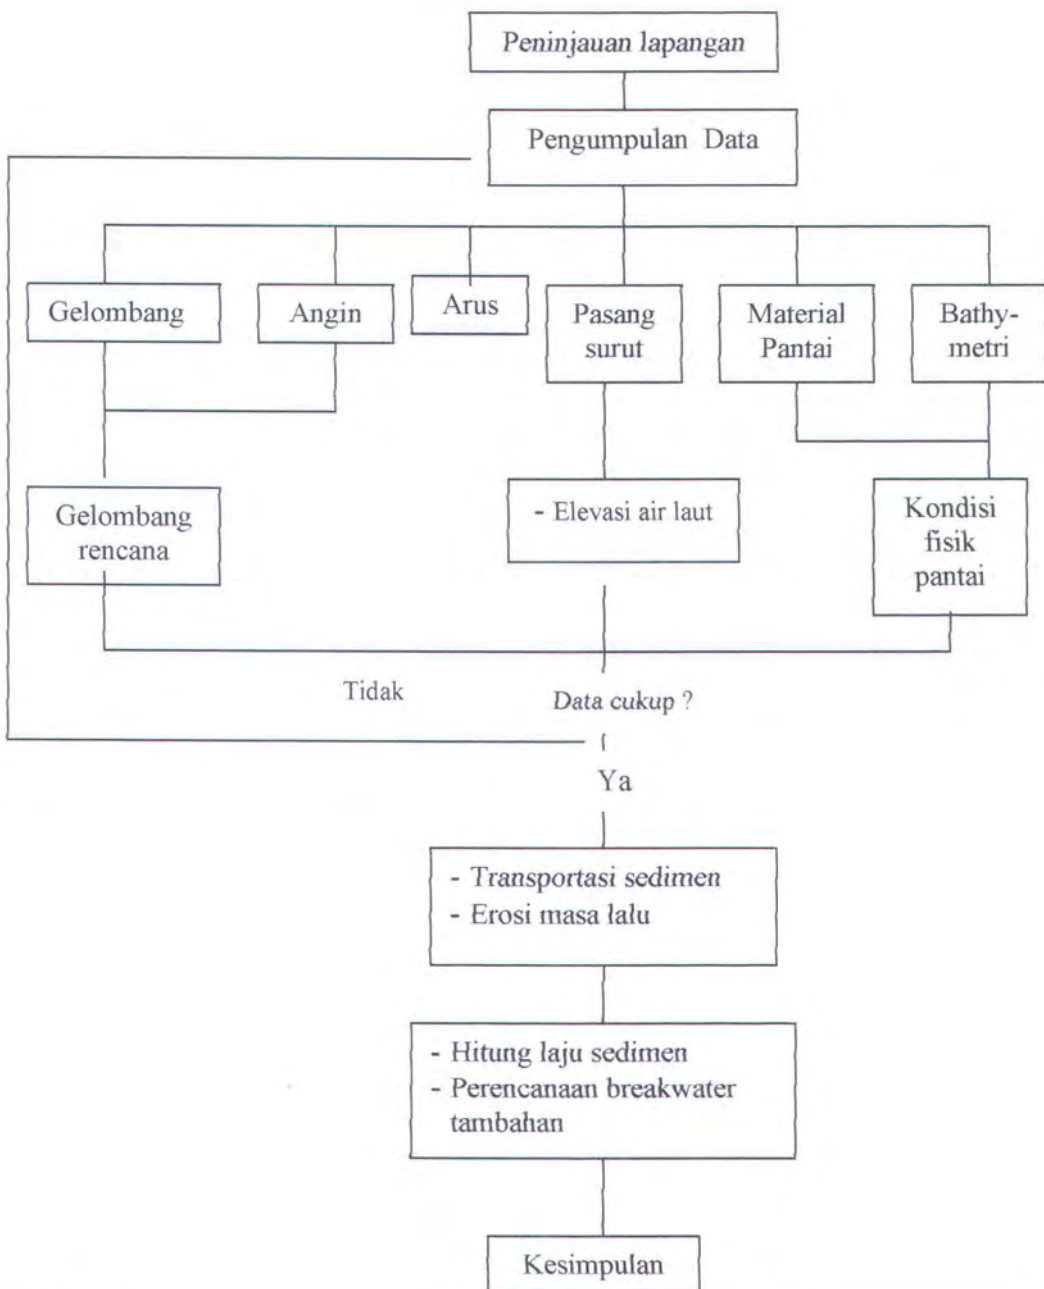 Peninjauan lapangan
Pengumpulan Data
Gelombang
Angin
Arus
Pasang
surut
Material
Pantai
Bathy-
metri
Gelombang
rencana
- Elevasi air laut
Kondisi
fisik
pantai
Tidak
Data cukup ?
Ya
- Transportasi sedimen
- Erosi masa lalu
- Hitung laju sedimen
- Perencanaan breakwater
tambahan
Kesimpulan